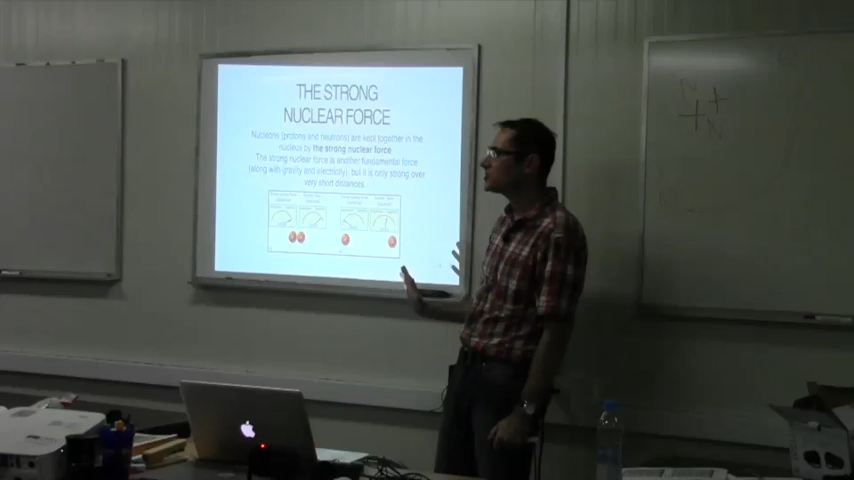 THE STRONG
NUCLEAR FORCE
Nucleons (protons and neutrons) are kept together in the
nucleus by the strong nuclear force
The strong nuclear force is another fundamental force
(along with gravity and electricity), but it is only strong over
very short distances.
N +
+ N